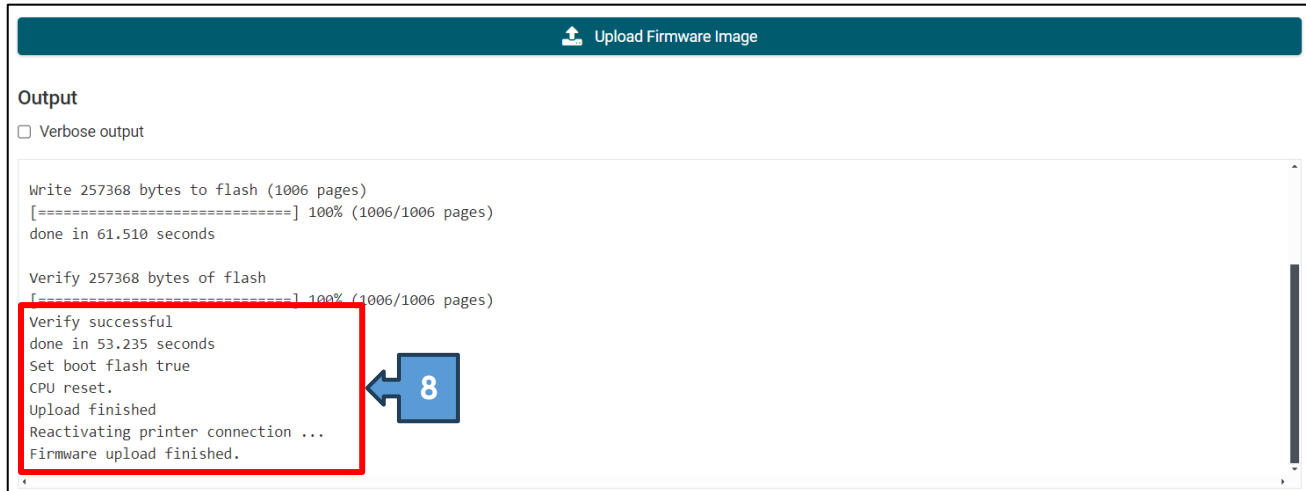 Upload Firmware Image
Output
Verbose output
Write 257368 bytes to flash (1006 pages)
[==============================] 100% (1006/1006 pages)
done in 61.510 seconds
Verify 257368 bytes of flash
[==============================] 100% (1006/1006 pages)
Verify successful
done in 53.235 seconds
Set boot flash true
CPU reset.
Upload finished
Reactivating printer connection ...
Firmware upload finished.
8